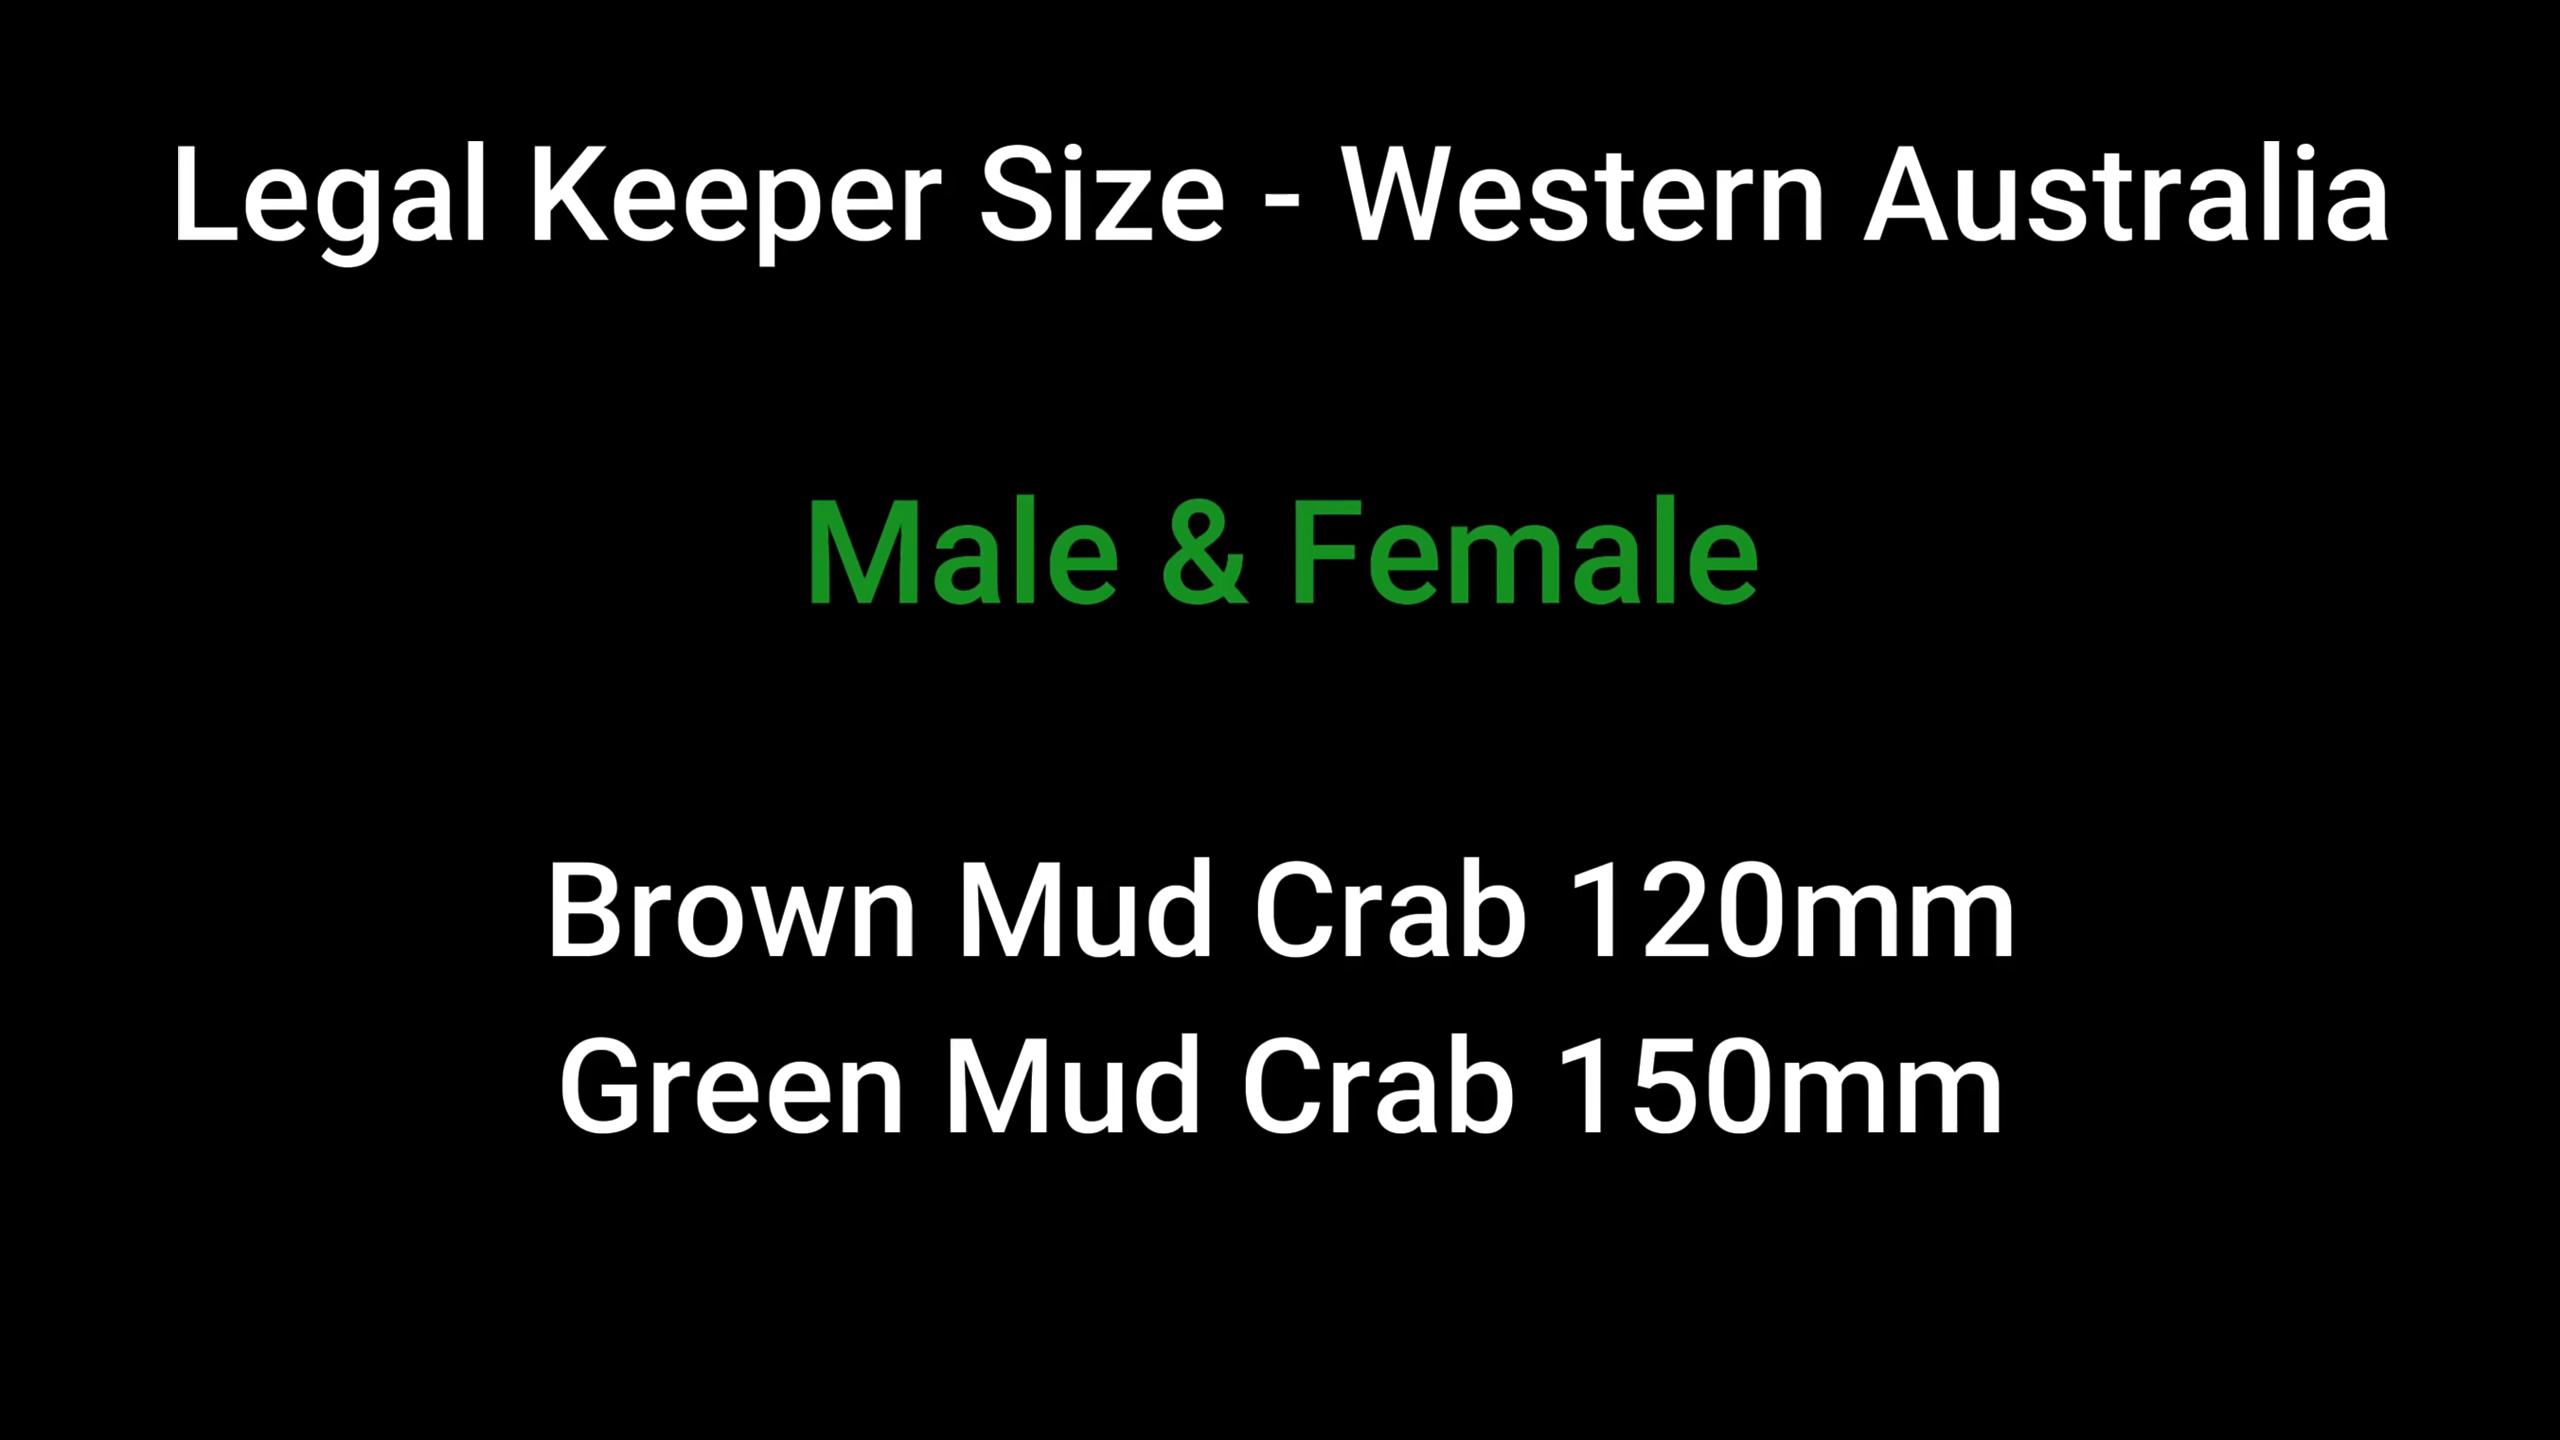 Legal Keeper Size - Western Australia
Male & Female
Brown Mud Crab 120mm
Green Mud Crab 150mm